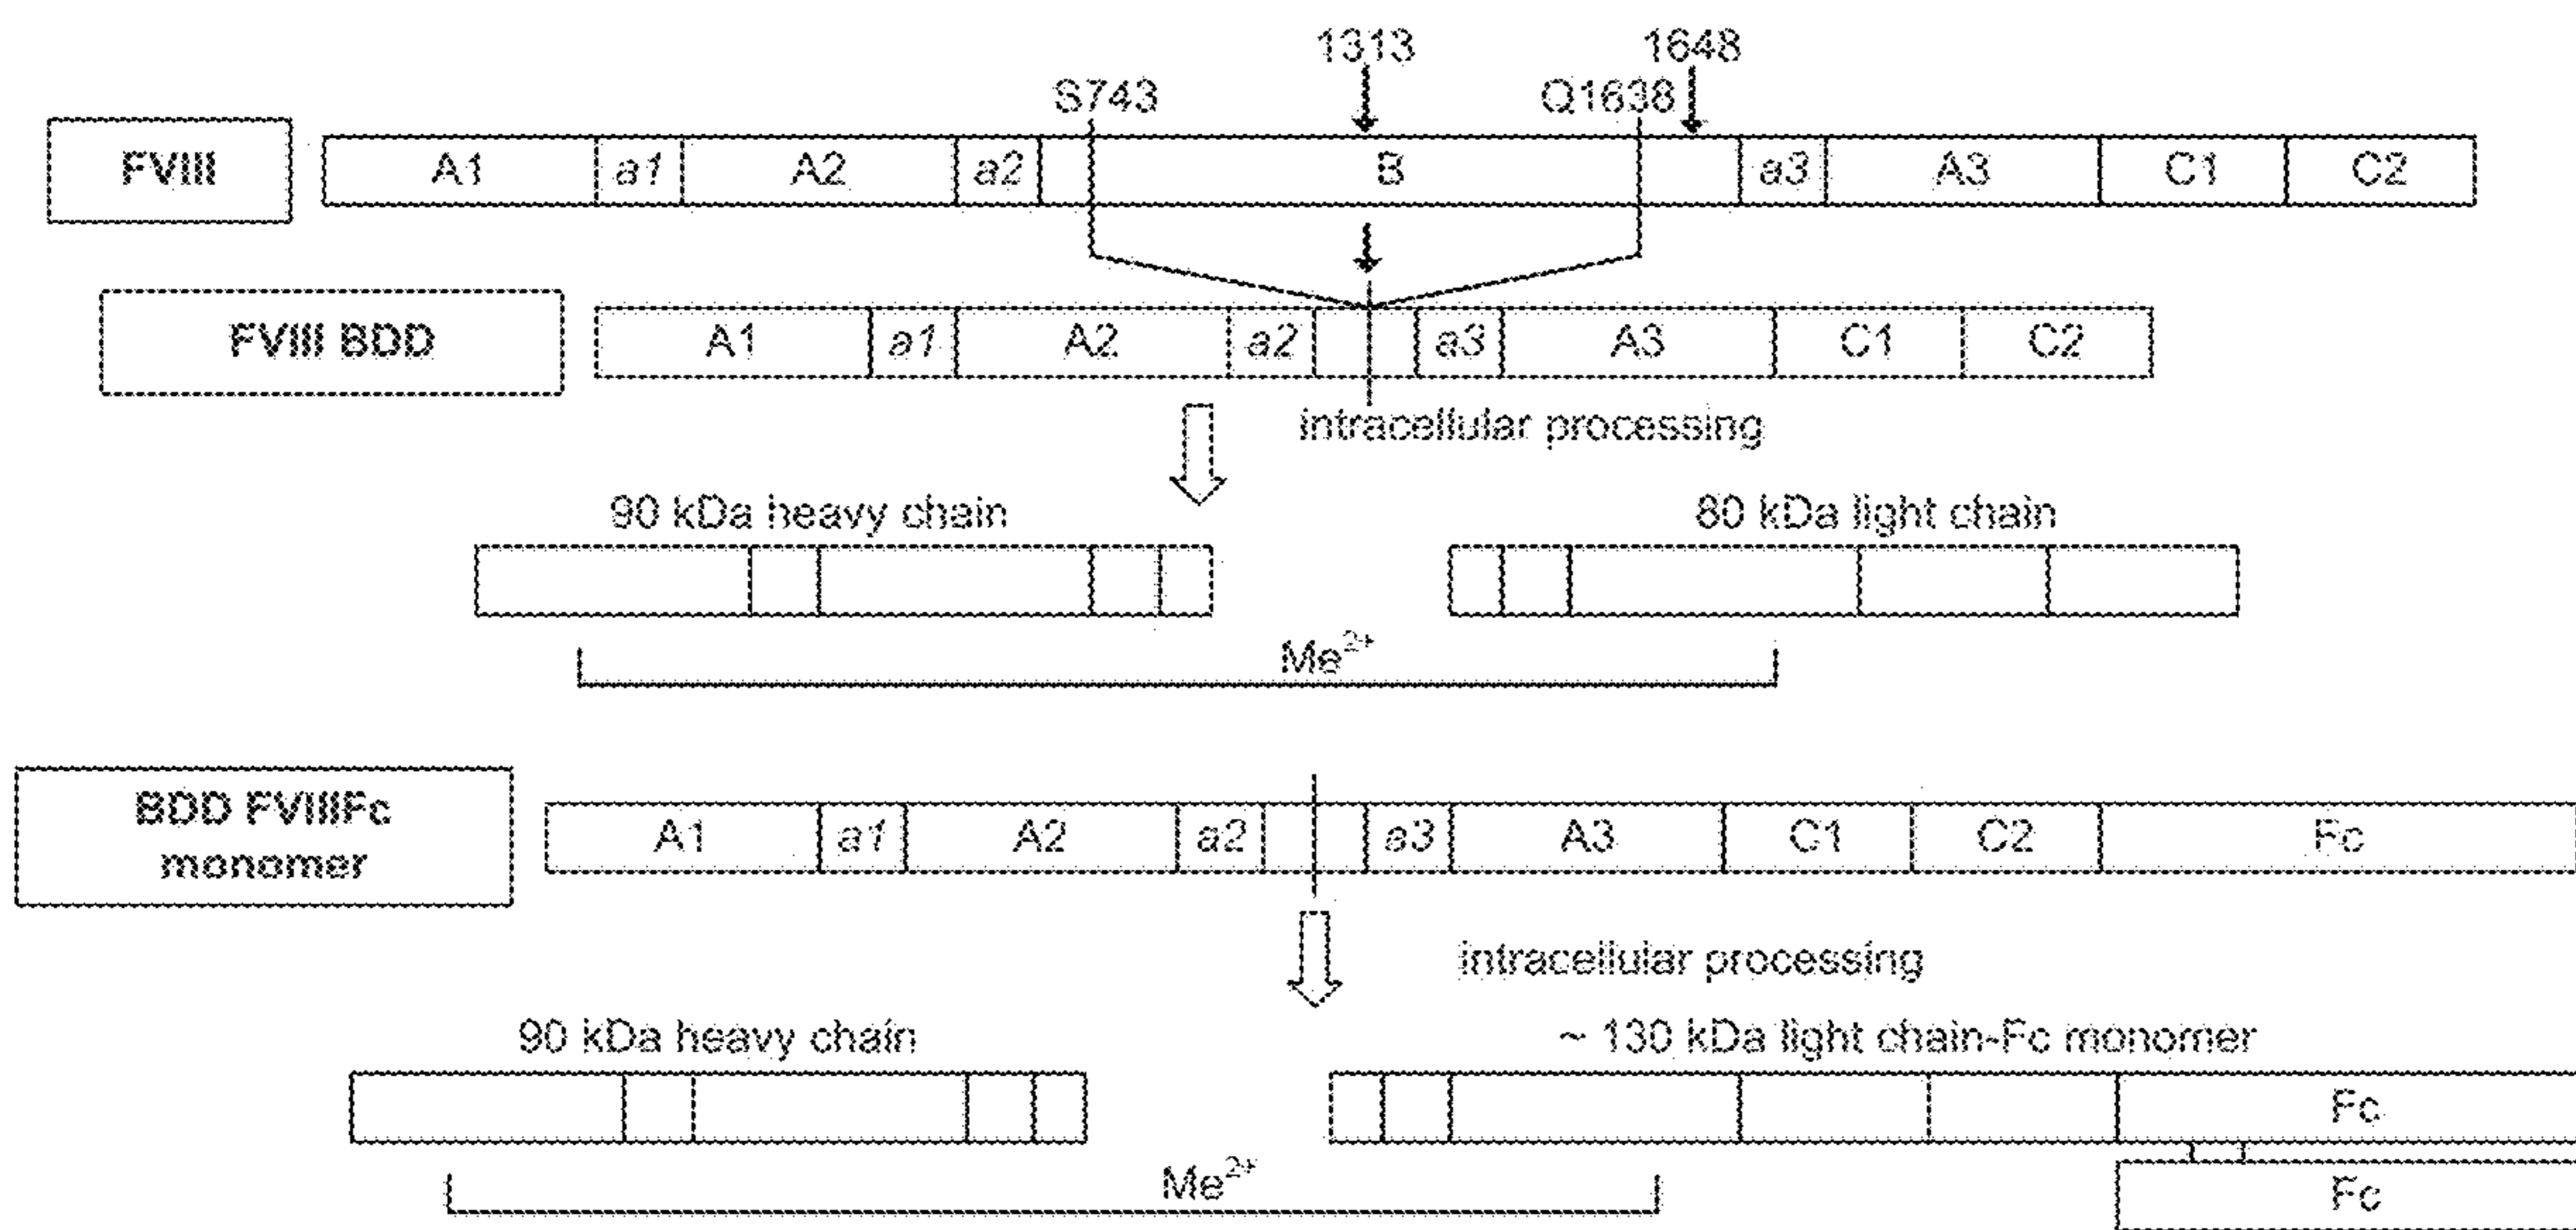 1313 1648
S743 Q1638
FVIII A1 a1 A2 a2 B a3 A3 C1 C2
FVIII BDD A1 a1 A2 a2 a3 A3 C1 C2
intracellular processing
90 kDa heavy chain 80 kDa light chain
Me²⁺
BDD FVIIIFc
monomer
A1 a1 A2 a2 a3 A3 C1 C2 Fc
intracellular processing
90 kDa heavy chain ~ 130 kDa light chain-Fc monomer
Fc
Me²⁺
Fc